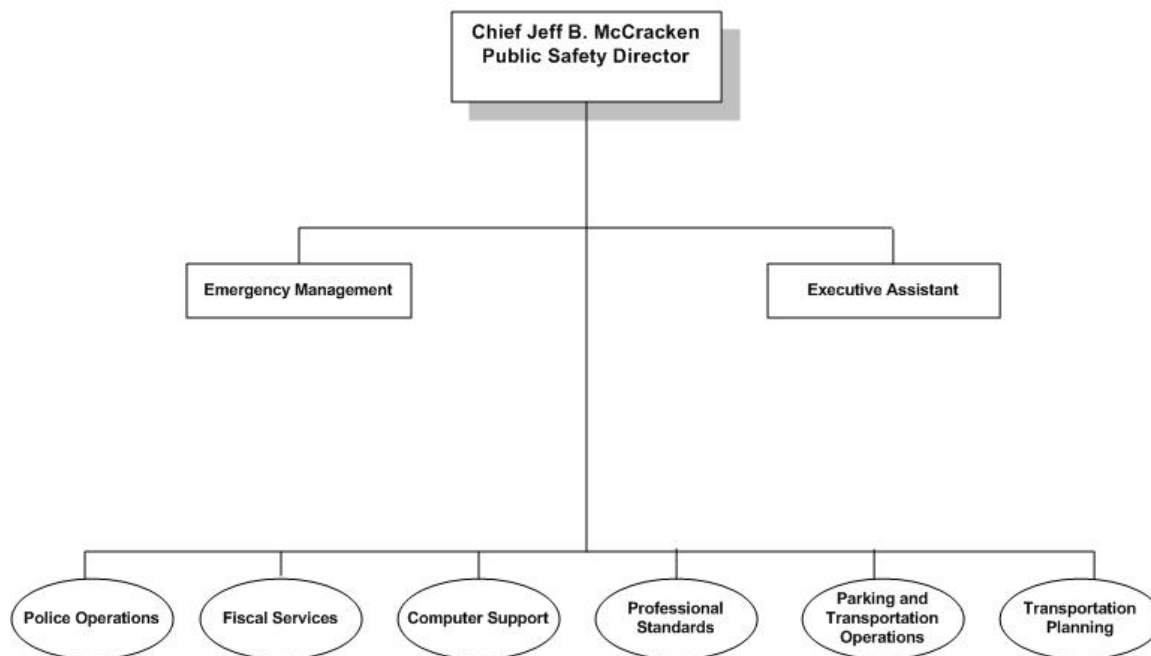 Chief Jeff B. McCracken
Public Safety Director
Emergency Management
Executive Assistant
Police Operations
Fiscal Services
Computer Support
Professional
Standards
Parking and
Transportation
Operations
Transportation
Planning